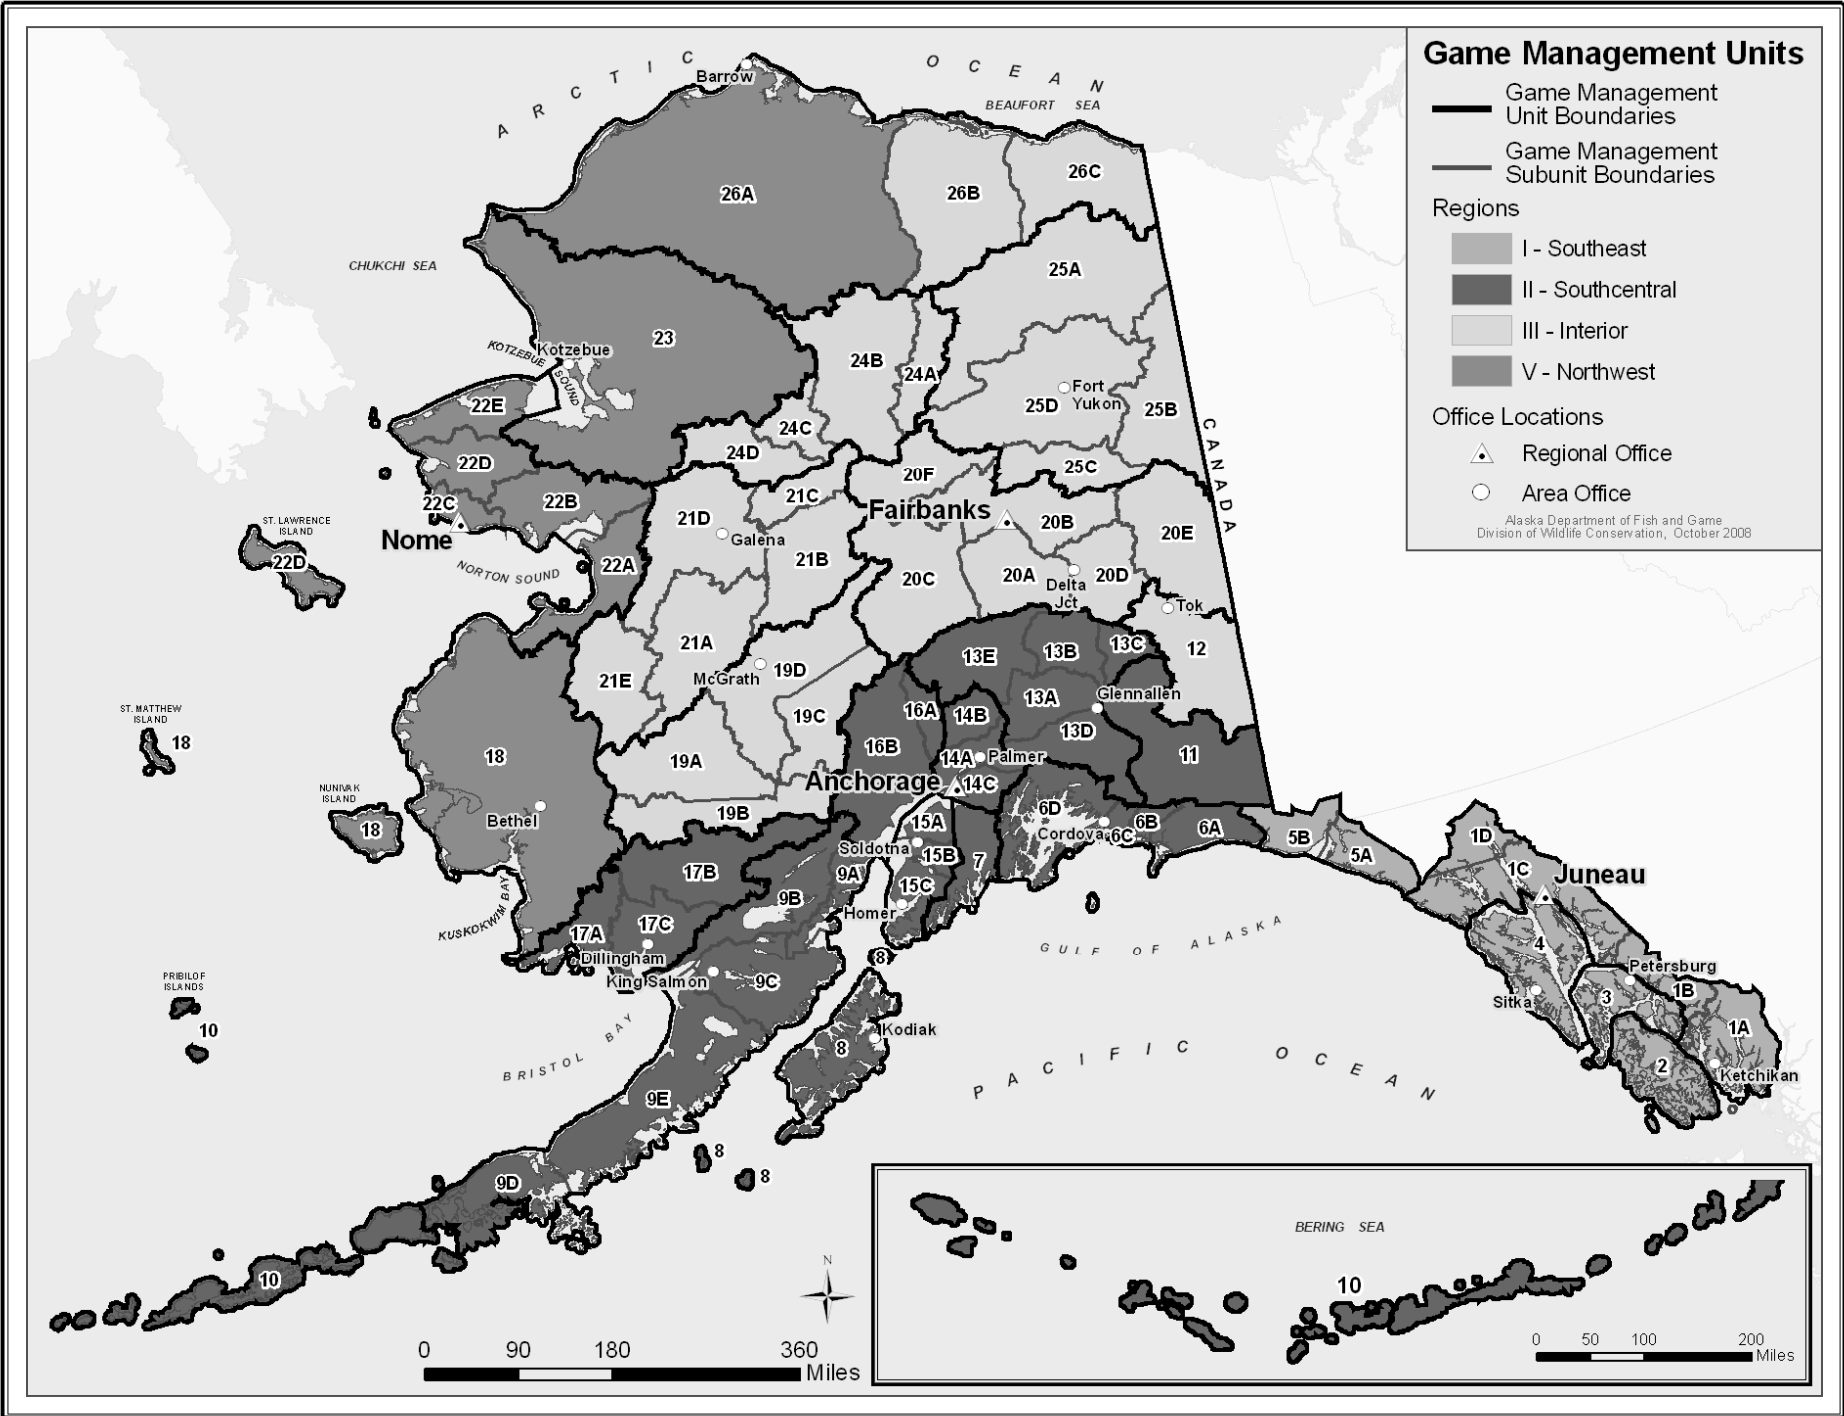 Game Management Units
Game Management
Unit Boundaries
Game Management
Subunit Boundaries
Regions
I - Southeast
II - Southcentral
III - Interior
V - Northwest
Office Locations
Regional Office
Area Office
Alaska Department of Fish and Game
Division of Wildlife Conservation, October 2008
ARCTIC OCEAN
BEAUFORT SEA
Barrow
26A
26B
26C
CHUKCHI SEA
25A
23
KOTZEBUE SOUND
Kotzebue
24B
24A
Fort
Yukon
25D
25B
CANADA
22E
24C
24D
22D
20F
25C
22C
22B
21C
Fairbanks
21D
20B
20E
Nome
Galena
ST. LAWRENCE
ISLAND
22D
NORTON SOUND
22A
21B
20C
20A
Delta
Jct
20D
Tok
21A
13E
13B
13C
12
21E
McGrath
19D
13A
Glennallen
ST. MATTHEW
ISLAND
18
19C
16A
14B
13D
18
16B
11
19A
14A
Palmer
Anchorage
14C
NUNIVAK
ISLAND
18
Bethel
19B
6D
15A
Cordova
6C
6B
6A
5B
5A
1D
Soldotna
15B
7
1C
Juneau
17B
9A
15C
9B
Homer
KUSKOKWIM BAY
17A
17C
Dillingham
GULF OF ALASKA
4
8
King Salmon
9C
Petersburg
PRIBILOF
ISLANDS
10
Sitka
3
1B
1A
Kodiak
8
BRISTOL BAY
PACIFIC OCEAN
2
Ketchikan
9E
8
8
9D
10
N
0 90 180 360
Miles
BERING SEA
10
0 50 100 200
Miles